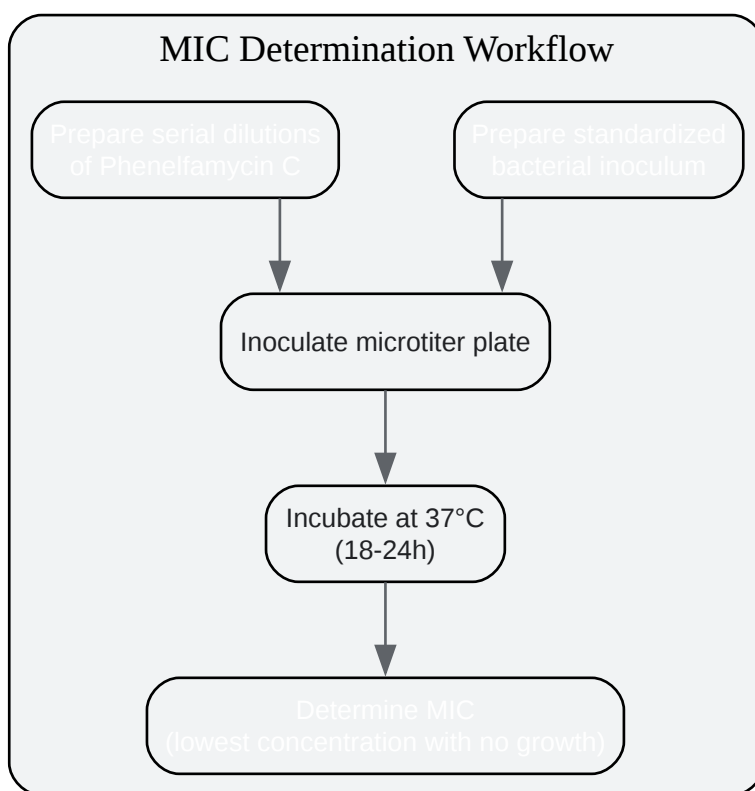 MIC Determination Workflow
Prepare serial dilutions
of Phenelfamycin C
Prepare standardized
bacterial inoculum
Inoculate microtiter plate
Incubate at 37°C
(18-24h)
Determine MIC
(lowest concentration with no growth)